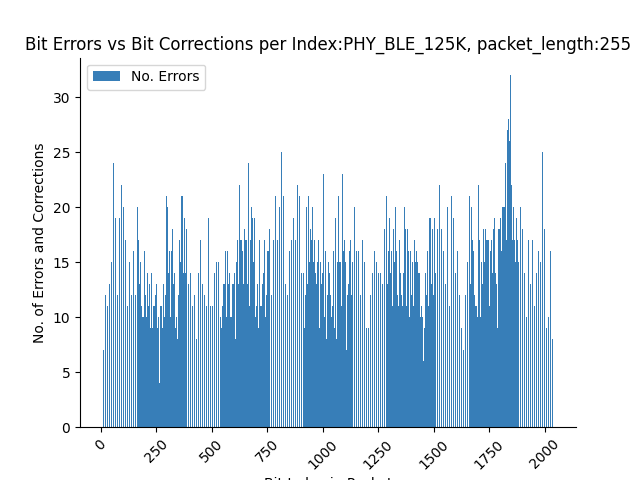 Bit Errors vs Bit Corrections per Index:PHY_BLE_125K, packet_length:255
No. Errors
No. of Errors and Corrections
30
25
20
15
10
5
0
0 250 500 750 1000 1250 1500 1750 2000